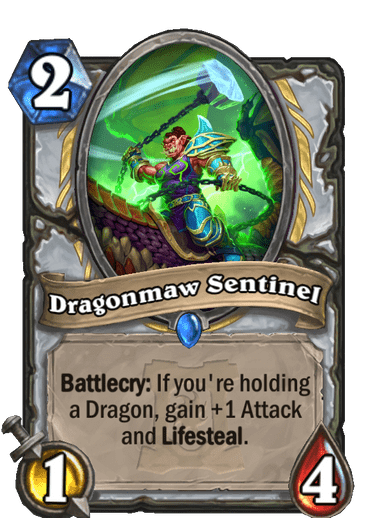 2
Dragonmaw Sentinel
Battlecry: If you're holding
a Dragon, gain +1 Attack
and Lifesteal.
1
4